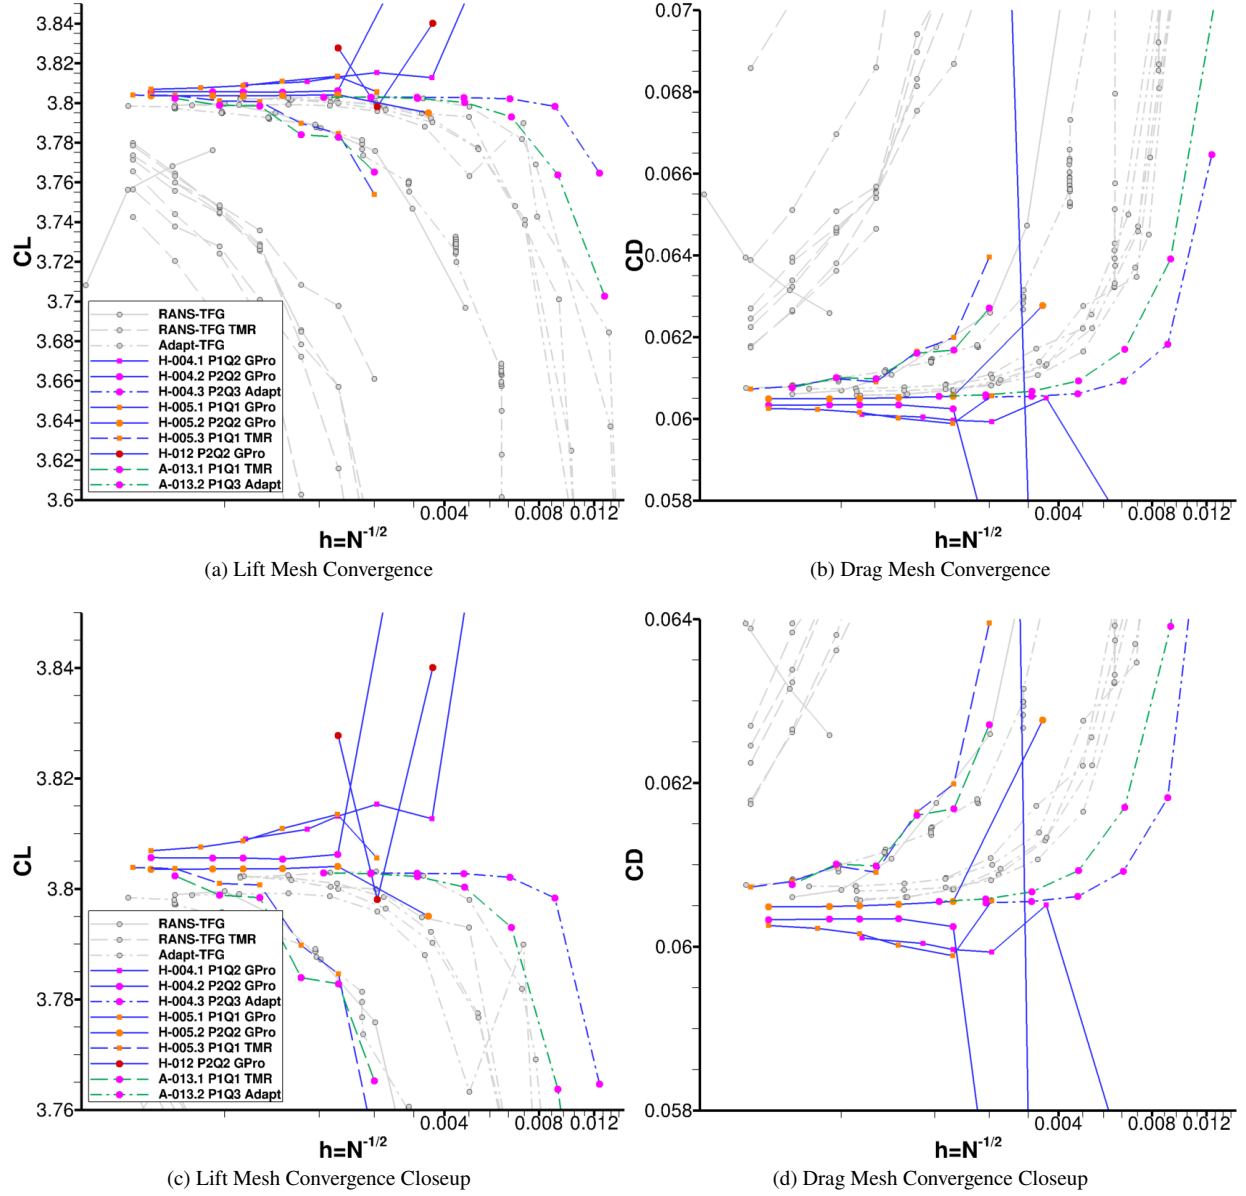 3.84
3.82
3.8
3.78
3.76
3.74
3.72
3.7
3.68
3.66
3.64
3.62
3.6
CL
RANS-TFG
RANS-TFG TMR
Adapt-TFG
H-004.1 P1Q2 GPro
H-004.2 P2Q2 GPro
H-004.3 P2Q3 Adapt
H-005.1 P1Q1 GPro
H-005.2 P2Q2 GPro
H-005.3 P1Q1 TMR
H-012 P2Q2 GPro
A-013.1 P1Q1 TMR
A-013.2 P1Q3 Adapt
0.004 0.008 0.012
h=N^-1/2
(a) Lift Mesh Convergence
0.07
0.068
0.066
0.064
0.062
0.06
0.058
CD
0.004 0.008 0.012
h=N^-1/2
(b) Drag Mesh Convergence
3.84
3.82
3.8
3.78
3.76
CL
RANS-TFG
RANS-TFG TMR
Adapt-TFG
H-004.1 P1Q2 GPro
H-004.2 P2Q2 GPro
H-004.3 P2Q3 Adapt
H-005.1 P1Q1 GPro
H-005.2 P2Q2 GPro
H-005.3 P1Q1 TMR
H-012 P2Q2 GPro
A-013.1 P1Q1 TMR
A-013.2 P1Q3 Adapt
0.004 0.008 0.012
h=N^-1/2
(c) Lift Mesh Convergence Closeup
0.064
0.062
0.06
0.058
CD
0.004 0.008 0.012
h=N^-1/2
(d) Drag Mesh Convergence Closeup